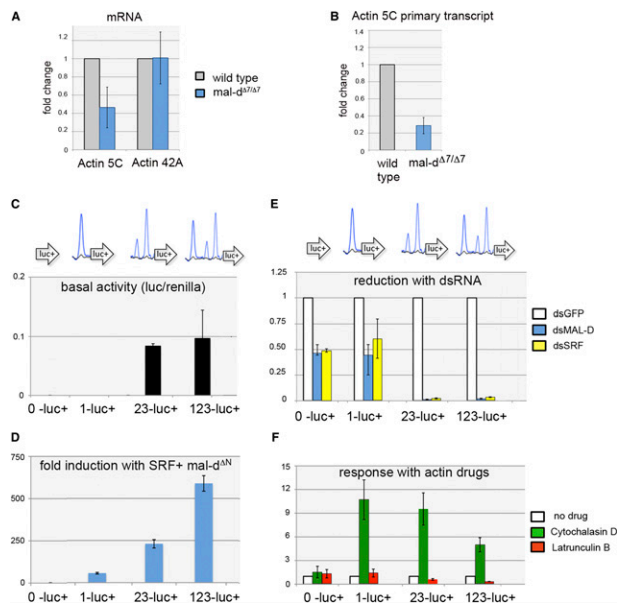 A
mRNA
fold change
1.4
1.2
1
0.8
0.6
0.4
0.2
0
Actin 5C Actin 42A
wild type
mal-dΔ7/Δ7
B
Actin 5C primary transcript
fold change
1.4
1.2
1
0.8
0.6
0.4
0.2
0
wild
type
mal-dΔ7/Δ7
C
luc+ luc+ luc+ luc+
basal activity (luc/renilla)
0.2
0.1
0
0 -luc+ 1-luc+ 23-luc+ 123-luc+
D
fold induction with SRF+ mal-dΔN
750
500
250
0
0 -luc+ 1-luc+ 23-luc+ 123-luc+
E
luc+ luc+ luc+ luc+
reduction with dsRNA
1.25
1
0.75
0.50
0.25
0
0 -luc+ 1-luc+ 23-luc+ 123-luc+
dsGFP
dsMAL-D
dsSRF
F
response with actin drugs
15
12
9
6
3
0
0 -luc+ 1-luc+ 23-luc+ 123-luc+
no drug
Cytochalasin D
Latrunculin B